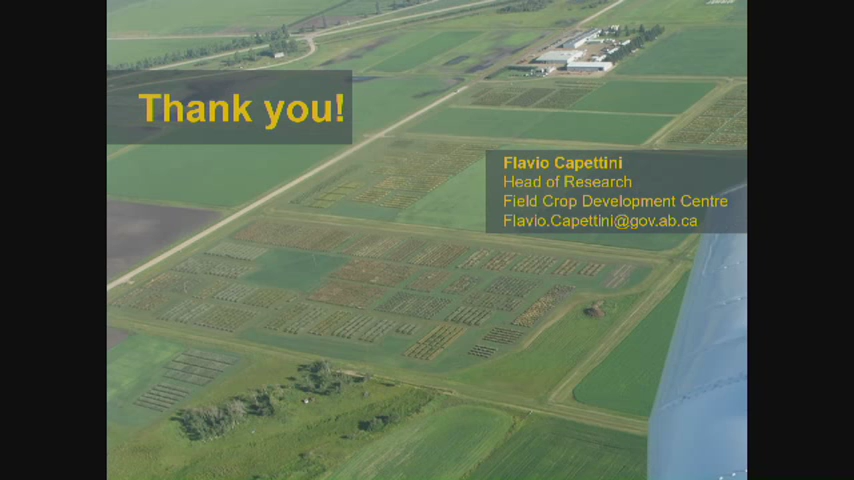 Thank you!
Flavio Capettini
Head of Research
Field Crop Development Centre
Flavio.Capettini@gov.ab.ca